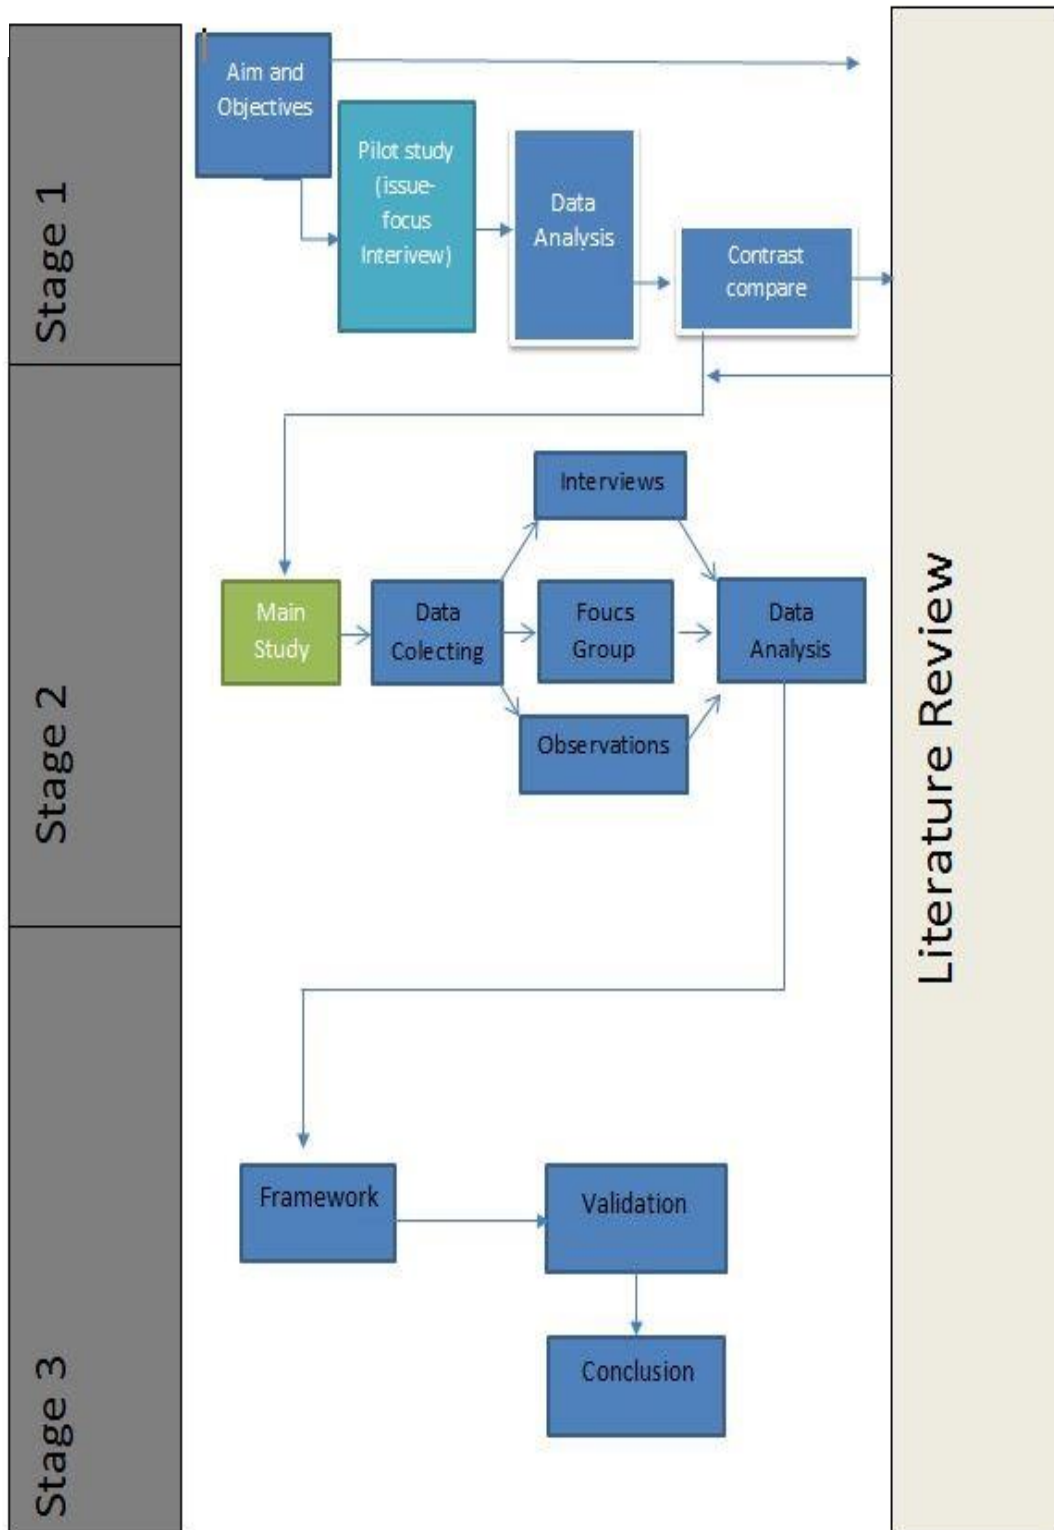 Stage 1
Aim and
Objectives
Pilot study
(issue-
focus
Interivew)
Data
Analysis
Contrast
compare
Stage 2
Interviews
Main
Study
Data
Colecting
Foucs
Group
Data
Analysis
Observations
Literature Review
Stage 3
Framework
Validation
Conclusion